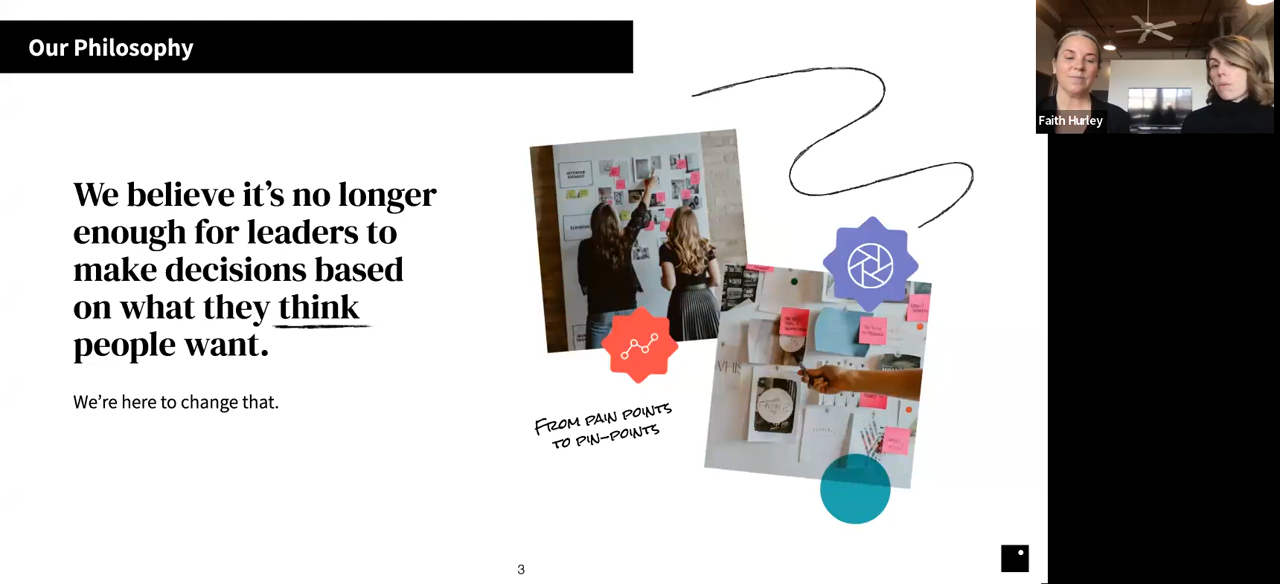 Our Philosophy
We believe it’s no longer
enough for leaders to
make decisions based
on what they think
people want.
We’re here to change that.
FROM PAIN POINTS
TO PIN-POINTS
3
Faith Hurley